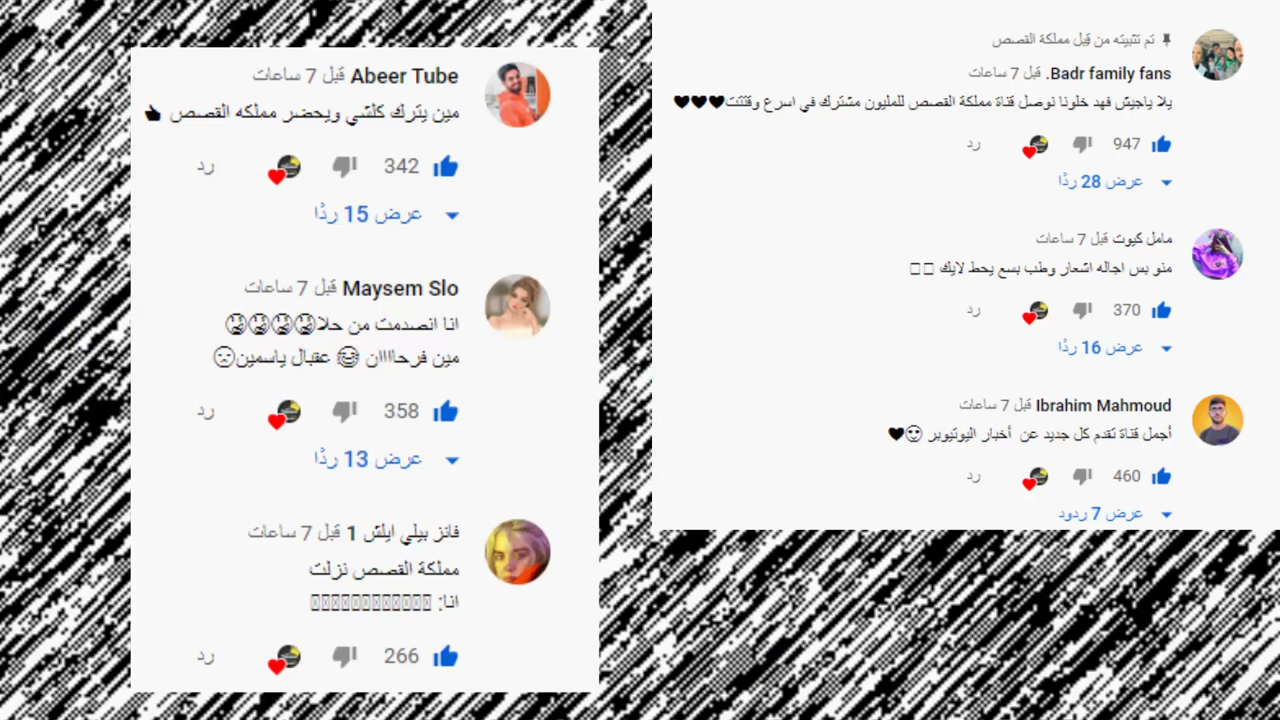 تم تثبيته من قبل مملكة القصص
Badr family fans. قبل 7 ساعات
يلا ياجيش فهد خلونا نوصل قناة مملكة القصص للمليون مشترك في اسرع وقتتت🖤🖤🖤
947
رد
عرض 28 ردًا
مامل كيوت قبل 7 ساعات
منو بس اجاله اشعار وطب بسع يحط لايك
370
رد
عرض 16 ردًا
Ibrahim Mahmoud قبل 7 ساعات
أجمل قناة تقدم كل جديد عن أخبار اليوتيوبر 😍🖤
460
رد
عرض 7 ردود
Abeer Tube قبل 7 ساعات
مين يترك كلشي ويحضر مملكه القصص 👍
342
رد
عرض 15 ردًا
Maysem Slo قبل 7 ساعات
انا انصدمت من حلا
مين فرحاااان 😂 عقبال ياسمين☹
358
رد
عرض 13 ردًا
فانز بيلي ايلش 1 قبل 7 ساعات
مملكة القصص نزلت
انا:
266
رد